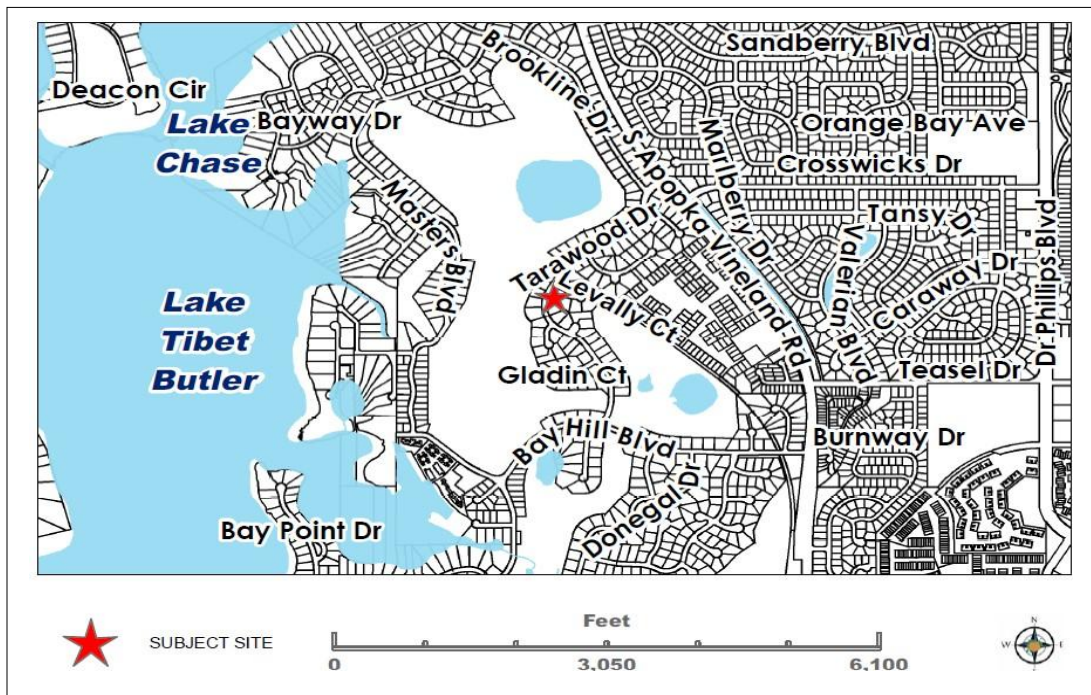 Sandberry Blvd
Brookline Dr
Deacon Cir
Lake
Chase
Bayway Dr
Orange Bay Ave
Marlberry Dr
S Apopka Vineland Rd
Crosswicks Dr
Masters Blvd
Tarawood Dr
Tansy Dr
Valerian Blvd
Caraway Dr
Dr Phillips Blvd
Levally Ct
Lake
Tibet
Butler
Gladin Ct
Teasel Dr
Bay Hill Blvd
Burnway Dr
Donegal Dr
Bay Point Dr
SUBJECT SITE
Feet
0
3,050
6,100
N
W
E
S